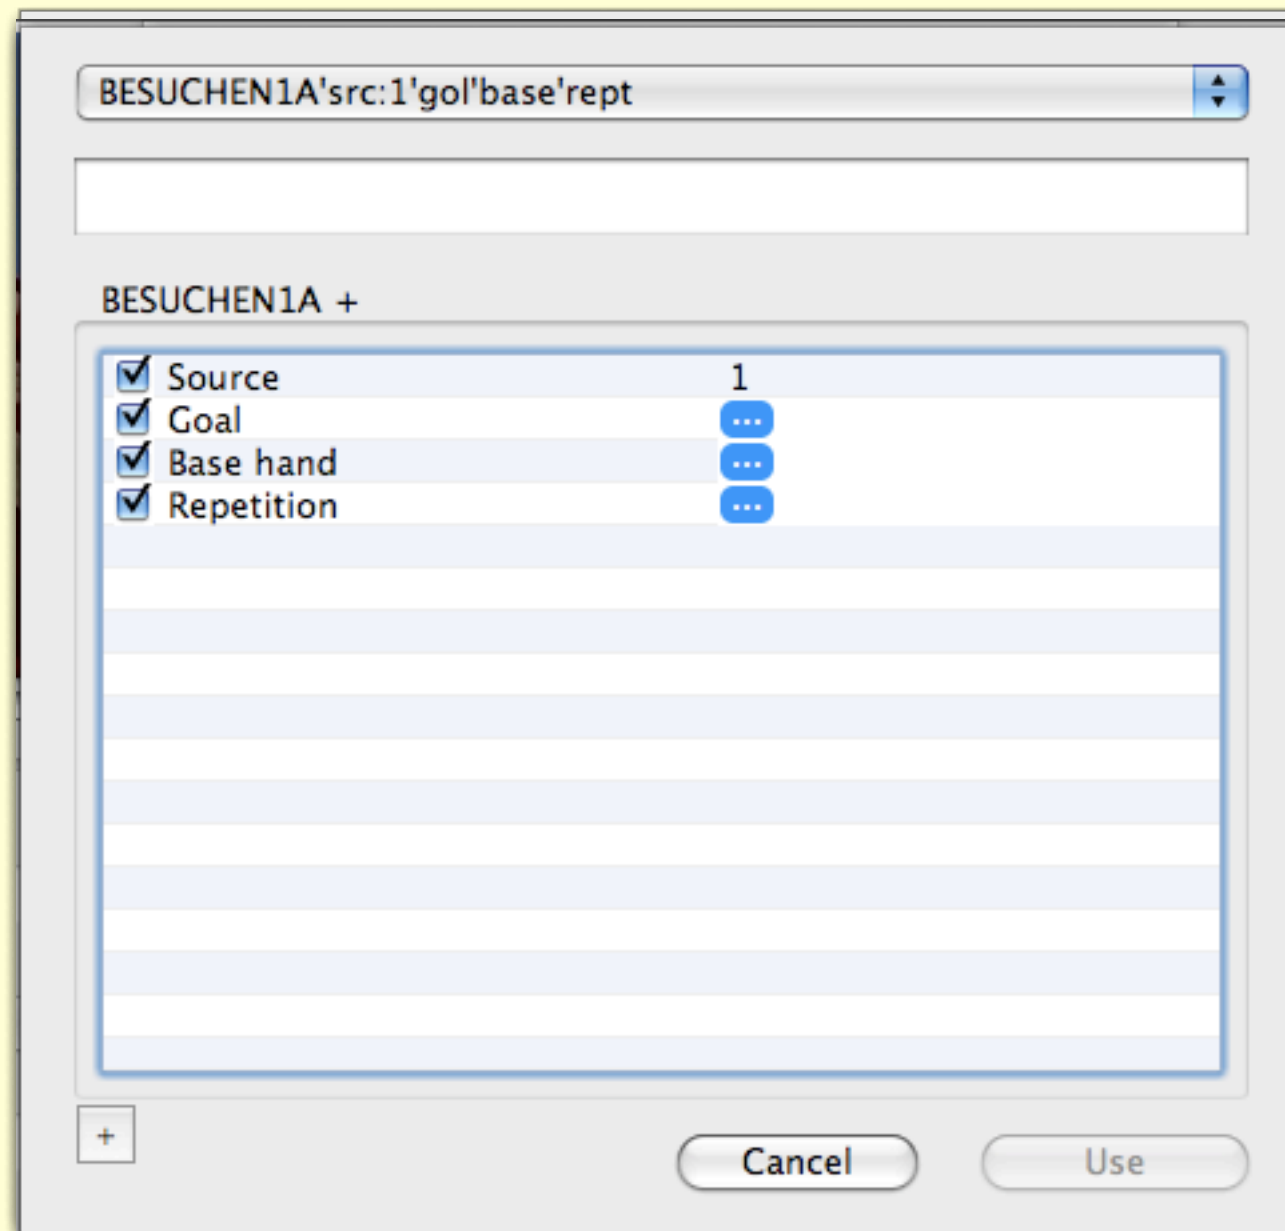 BESUCHEN1A'src:1'gol'base'rept
BESUCHEN1A +
Source 1
Goal ...
Base hand ...
Repetition ...
+
Cancel Use